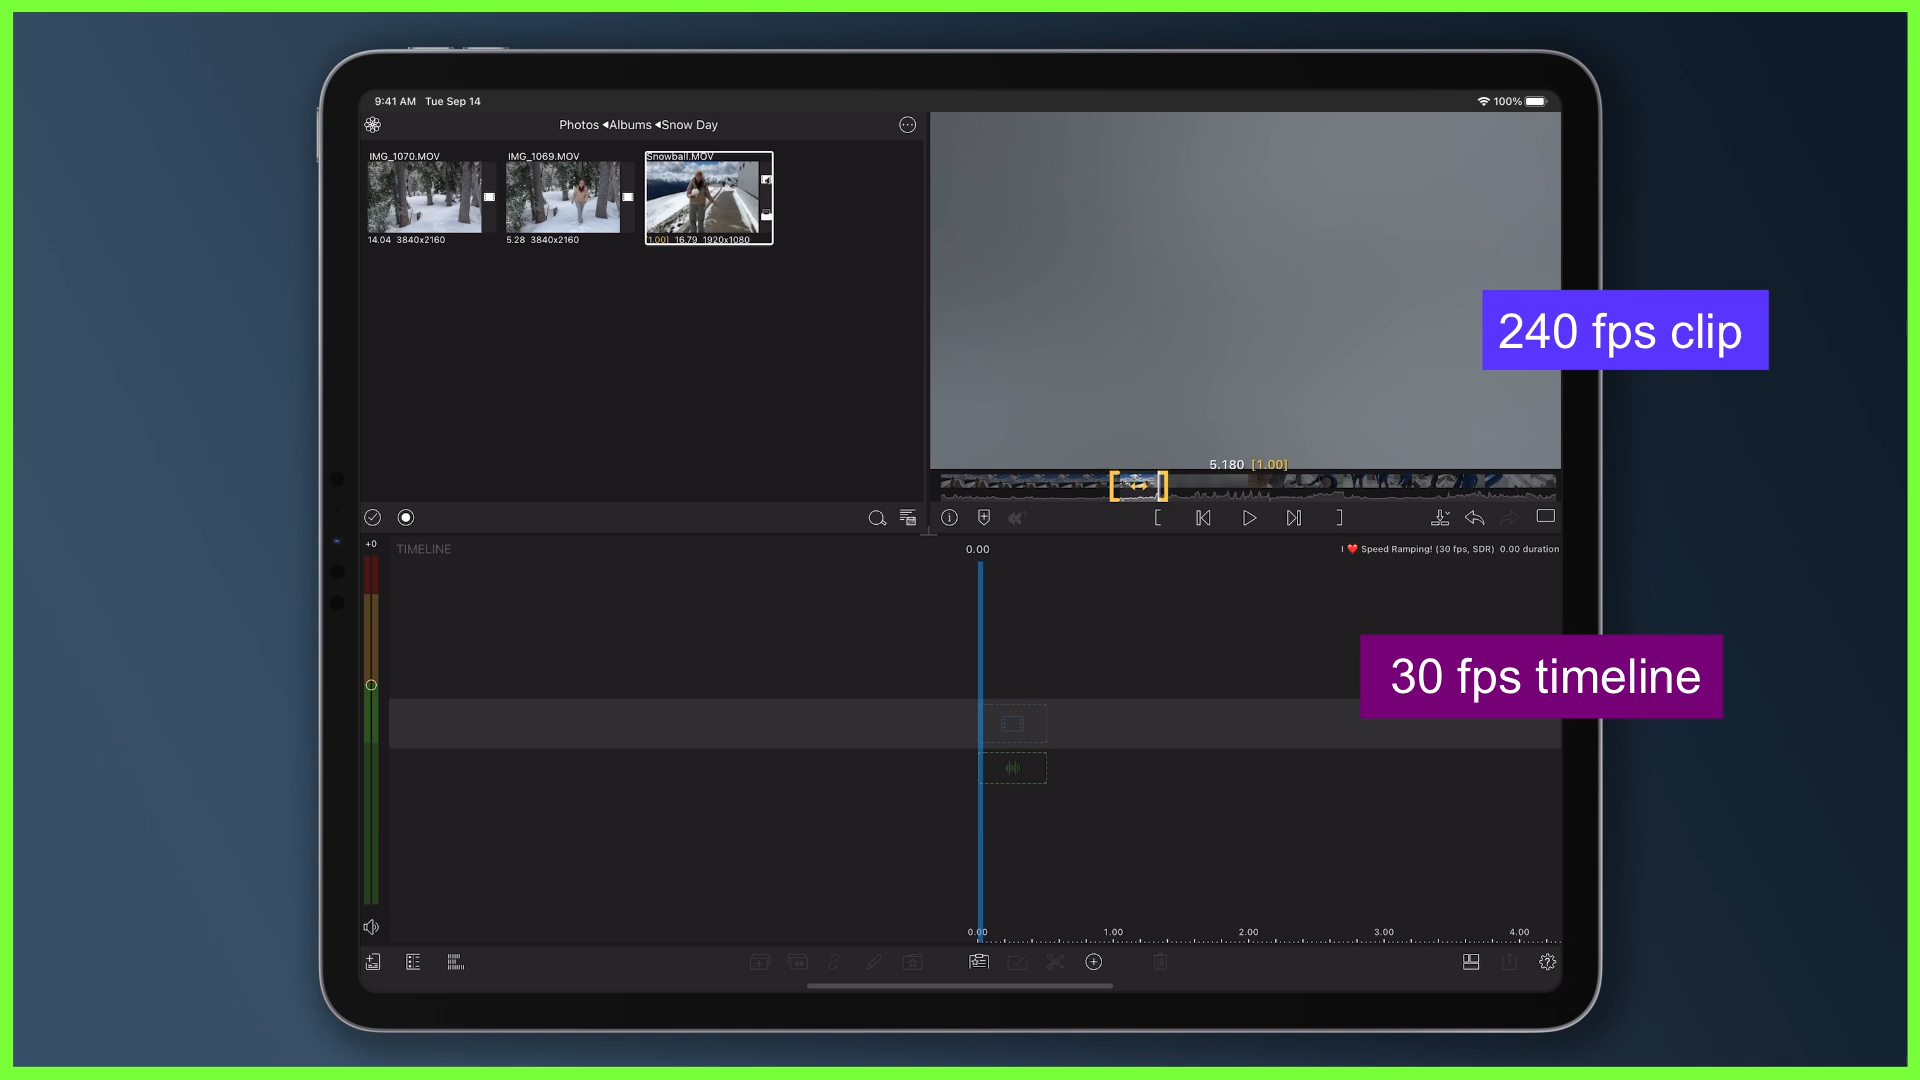 9:41 AM Tue Sep 14
100%
Photos ◂Albums ◂Snow Day
IMG_1070.MOV
IMG_1069.MOV
Snowball.MOV
14.04 3840x2160
5.28 3840x2160
[1.00] 16.79 1920x1080
240 fps clip
5.180 [1.00]
+0
TIMELINE
0.00
I ❤️ Speed Ramping! (30 fps, SDR) 0.00 duration
30 fps timeline
0.00 1.00 2.00 3.00 4.00